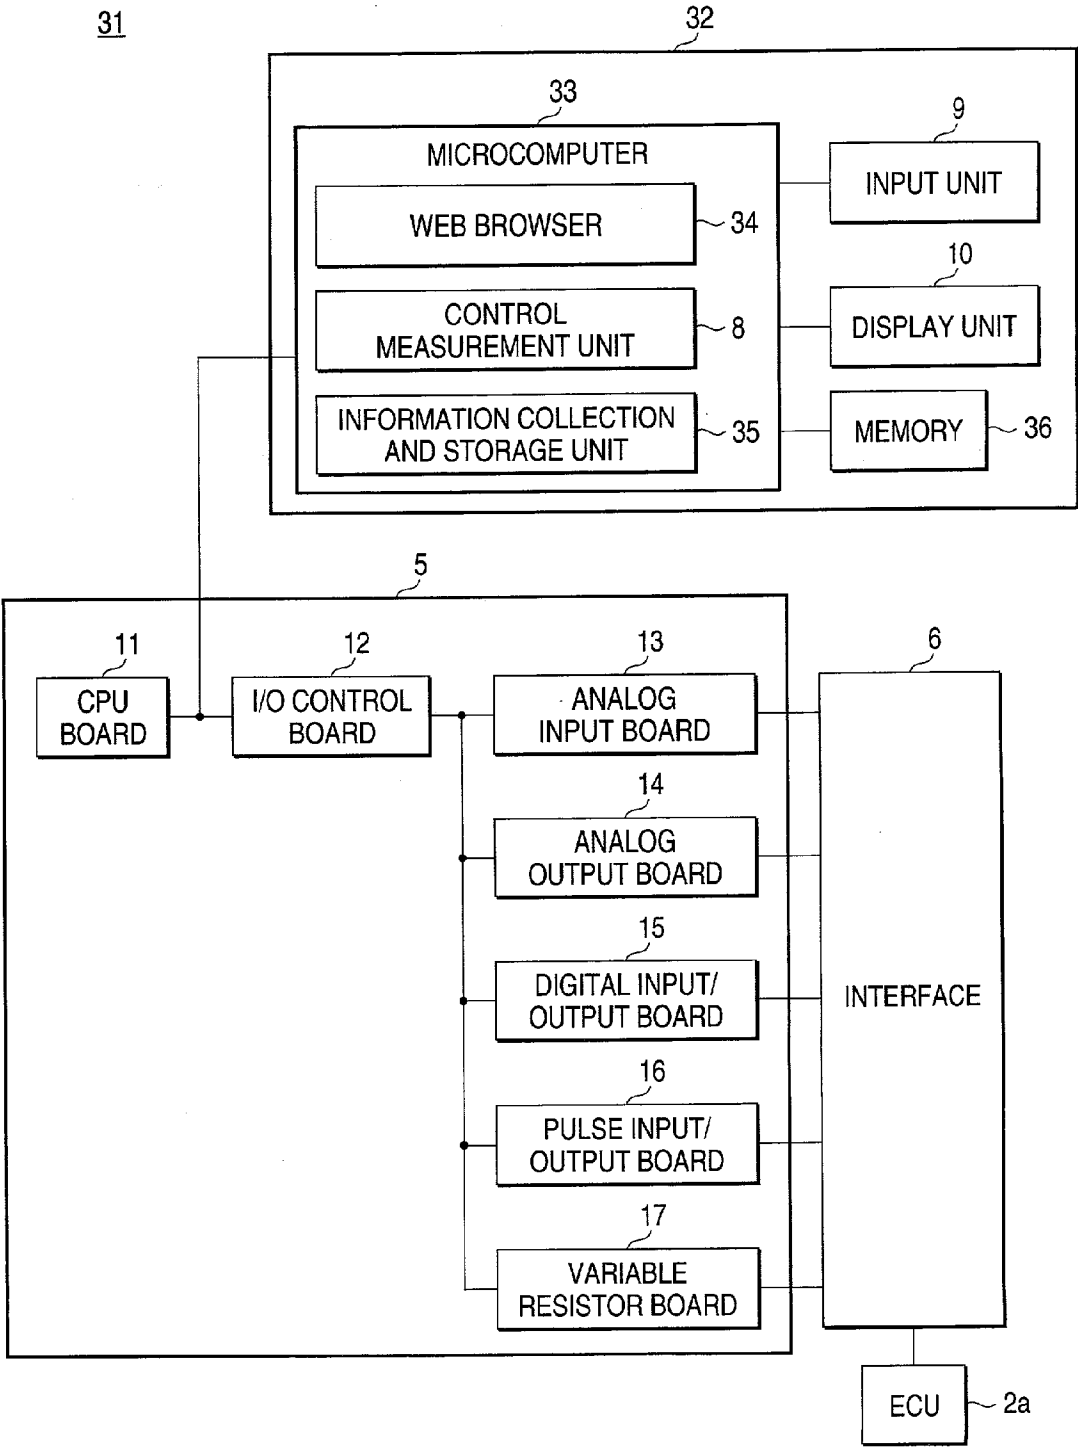 31
32
33
MICROCOMPUTER
WEB BROWSER
34
CONTROL
MEASUREMENT UNIT
8
INFORMATION COLLECTION
AND STORAGE UNIT
35
9
INPUT UNIT
10
DISPLAY UNIT
MEMORY
36
5
11
CPU
BOARD
12
I/O CONTROL
BOARD
13
ANALOG
INPUT BOARD
14
ANALOG
OUTPUT BOARD
15
DIGITAL INPUT/
OUTPUT BOARD
16
PULSE INPUT/
OUTPUT BOARD
17
VARIABLE
RESISTOR BOARD
6
INTERFACE
ECU
2a